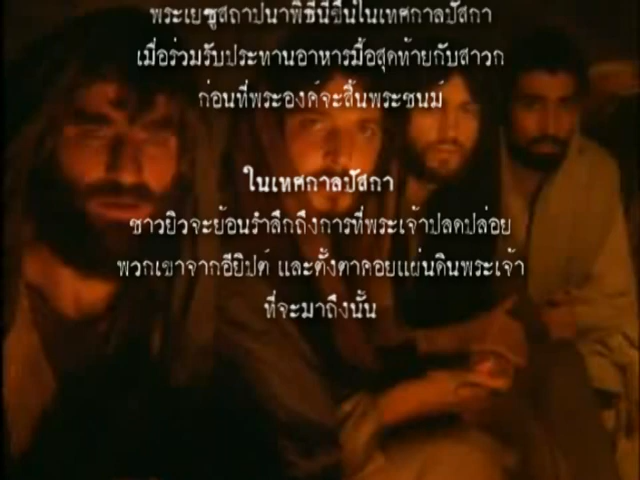 พระเยซูสถาปนาพิธีนี้ขึ้นในเทศกาลปัสกา
เมื่อร่วมรับประทานอาหารมื้อสุดท้ายกับสาวก
ก่อนที่พระองค์จะสิ้นพระชนม์
ในเทศกาลปัสกา
ชาวยิวจะย้อนรำลึกถึงการที่พระเจ้าปลดปล่อย
พวกเขาจากอียิปต์ และตั้งตาคอยแผ่นดินพระเจ้า
ที่จะมาถึงนั้น